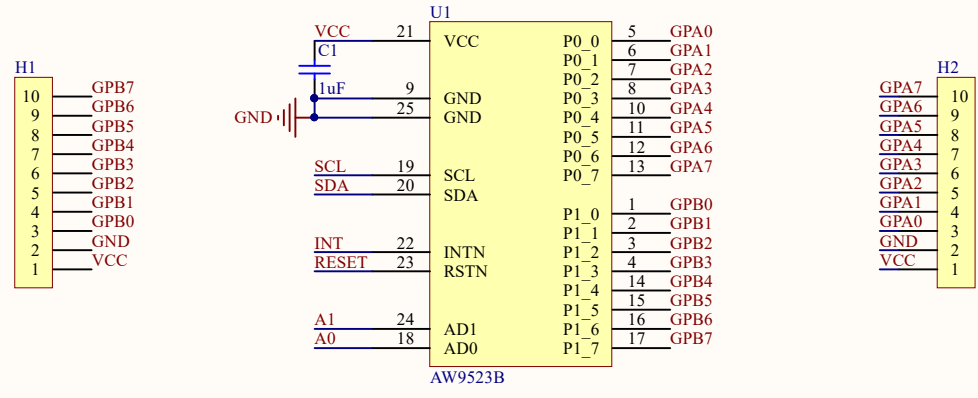 U1
VCC 21 VCC P0_0 5 GPA0
C1 P0_1 6 GPA1
P0_2 7 GPA2
1uF 9 GND P0_3 8 GPA3
GND 25 GND P0_4 10 GPA4
P0_5 11 GPA5
P0_6 12 GPA6
SCL 19 SCL P0_7 13 GPA7
SDA 20 SDA
P1_0 1 GPB0
P1_1 2 GPB1
INT 22 INTN P1_2 3 GPB2
RESET 23 RSTN P1_3 4 GPB3
P1_4 14 GPB4
P1_5 15 GPB5
A1 24 AD1 P1_6 16 GPB6
A0 18 AD0 P1_7 17 GPB7
AW9523B
H1
10 GPB7
9 GPB6
8 GPB5
7 GPB4
6 GPB3
5 GPB2
4 GPB1
3 GPB0
2 GND
1 VCC
H2
GPA7 10
GPA6 9
GPA5 8
GPA4 7
GPA3 6
GPA2 5
GPA1 4
GPA0 3
GND 2
VCC 1